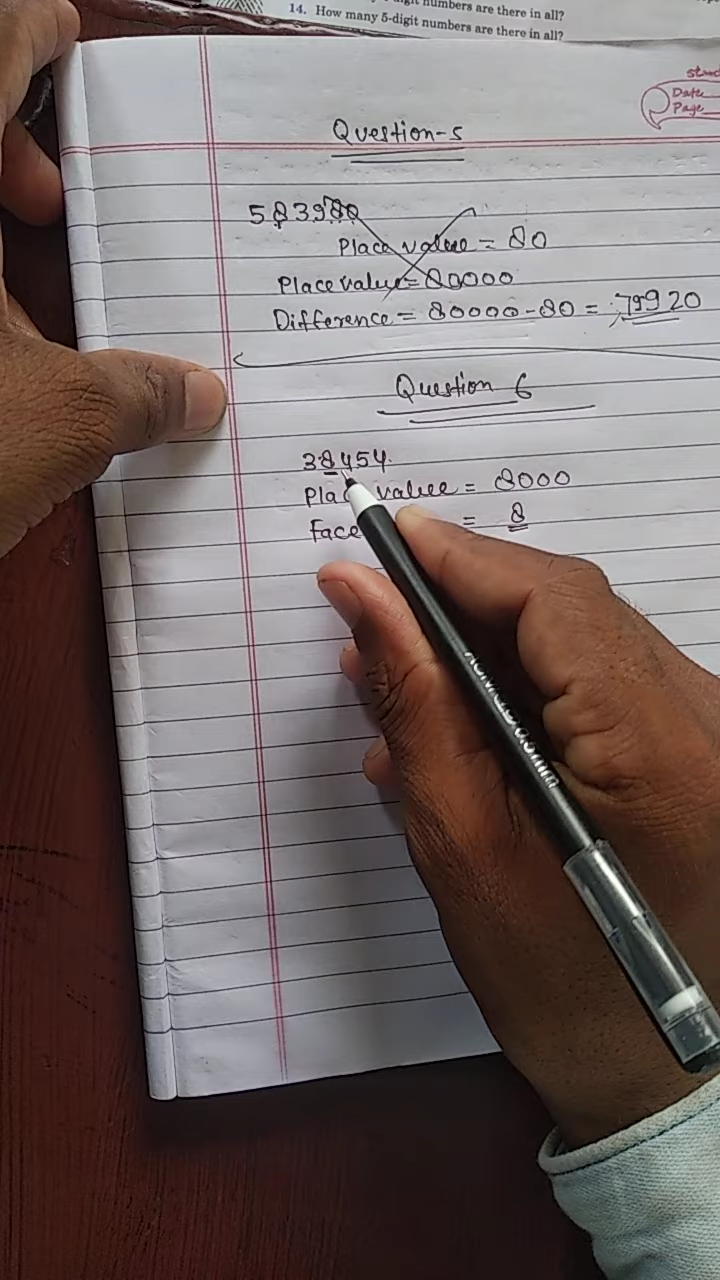 numbers are there in all?
14. How many 5-digit numbers are there in all?
Date
Page
Question-5
583980
Place value = 80
Place value = 80000
Difference = 80000-80 = 79920
Question 6
38454
Place value = 8000
Face = 8
0.5mm